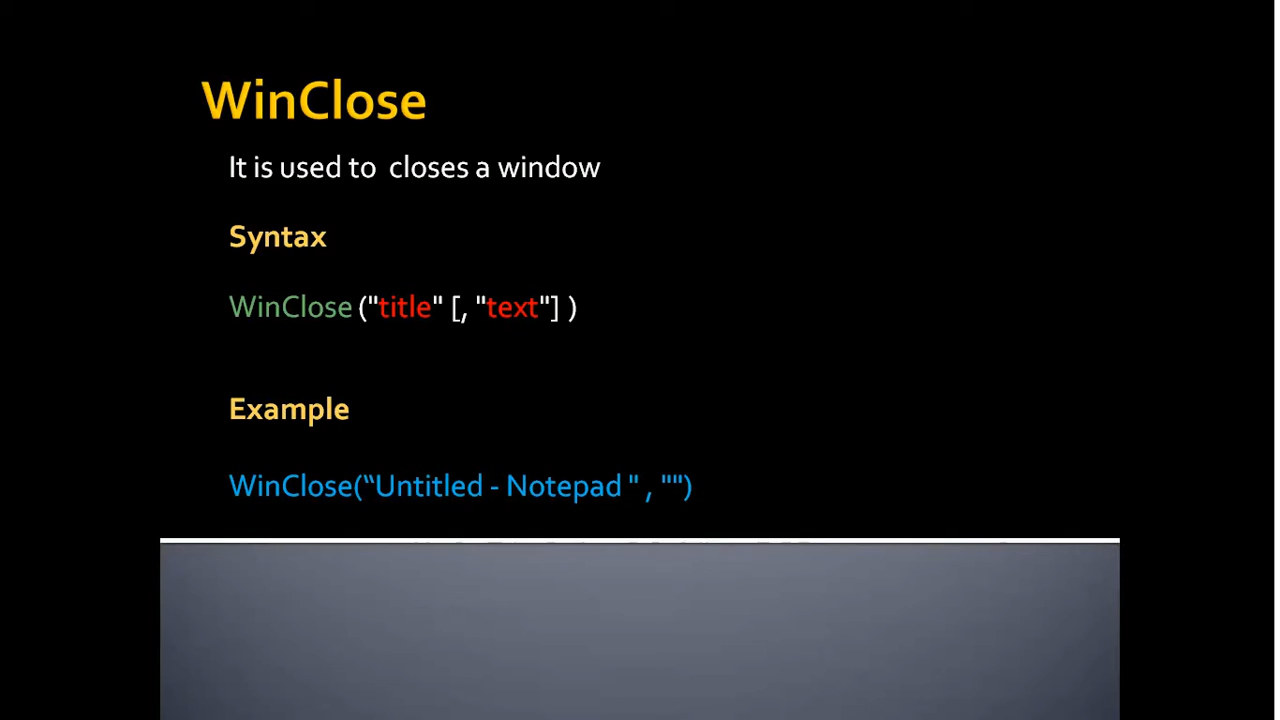 WinClose
It is used to  closes a window
Syntax
WinClose ("title" [, "text"] )
Example
WinClose(“Untitled - Notepad " , "")